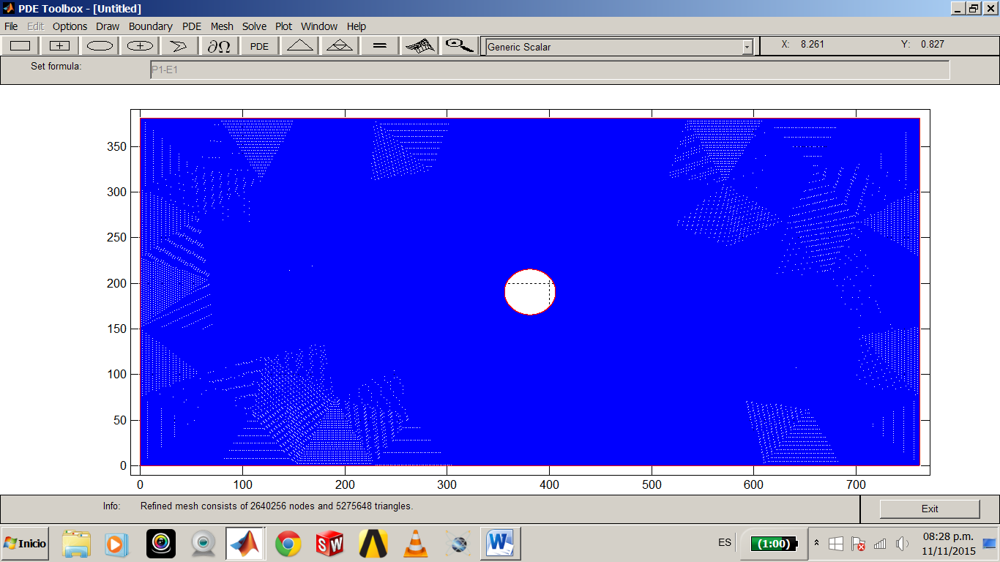 PDE Toolbox - [Untitled]
File Edit Options Draw Boundary PDE Mesh Solve Plot Window Help
∂Ω PDE = Generic Scalar X: 8.261 Y: 0.827
Set formula: P1-E1
350
300
250
200
150
100
50
0
0 100 200 300 400 500 600 700
Info: Refined mesh consists of 2640256 nodes and 5275648 triangles.
Exit
Inicio SW W ES (1:00) 08:28 p.m.
11/11/2015